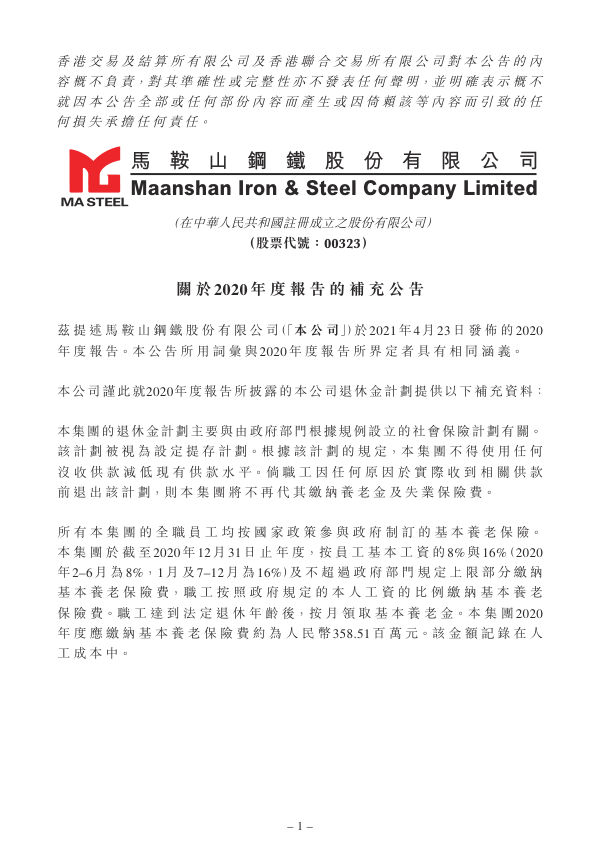 香港交易及結算所有限公司及香港聯合交易所有限公司對本公告的內
容概不負責，對其準確性或完整性亦不發表任何聲明，並明確表示概不
就因本公告全部或任何部份內容而產生或因倚賴該等內容而引致的任
何損失承擔任何責任。
MA STEEL
馬鞍山鋼鐵股份有限公司
Maanshan Iron & Steel Company Limited
(在中華人民共和國註冊成立之股份有限公司)
(股票代號：00323)
關於2020年度報告的補充公告
茲提述馬鞍山鋼鐵股份有限公司(「本公司」)於2021年4月23日發佈的2020
年度報告。本公告所用詞彙與2020年度報告所界定者具有相同涵義。
本公司謹此就2020年度報告所披露的本公司退休金計劃提供以下補充資料：
本集團的退休金計劃主要與由政府部門根據規例設立的社會保險計劃有關。
該計劃被視為設定提存計劃。根據該計劃的規定，本集團不得使用任何
沒收供款減低現有供款水平。倘職工因任何原因於實際收到相關供款
前退出該計劃，則本集團將不再代其繳納養老金及失業保險費。
所有本集團的全職員工均按國家政策參與政府制訂的基本養老保險。
本集團於截至2020年12月31日止年度，按員工基本工資的8%與16%(2020
年2–6月為8%，1月及7–12月為16%)及不超過政府部門規定上限部分繳納
基本養老保險費，職工按照政府規定的本人工資的比例繳納基本養老
保險費。職工達到法定退休年齡後，按月領取基本養老金。本集團2020
年度應繳納基本養老保險費約為人民幣358.51百萬元。該金額記錄在人
工成本中。
– 1 –